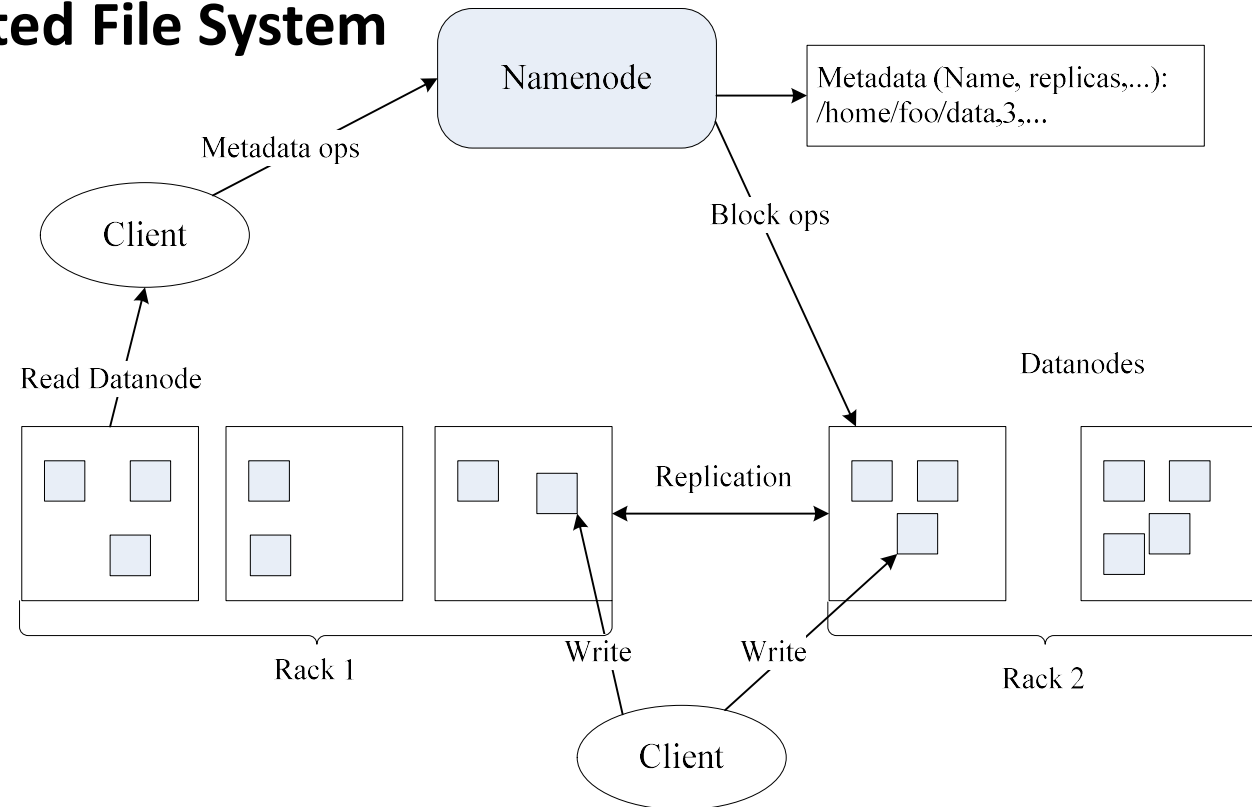 ted File System
Namenode
Metadata (Name, replicas,...):
/home/foo/data,3,...
Metadata ops
Client
Block ops
Read Datanode
Datanodes
Replication
Rack 1
Write
Write
Rack 2
Client